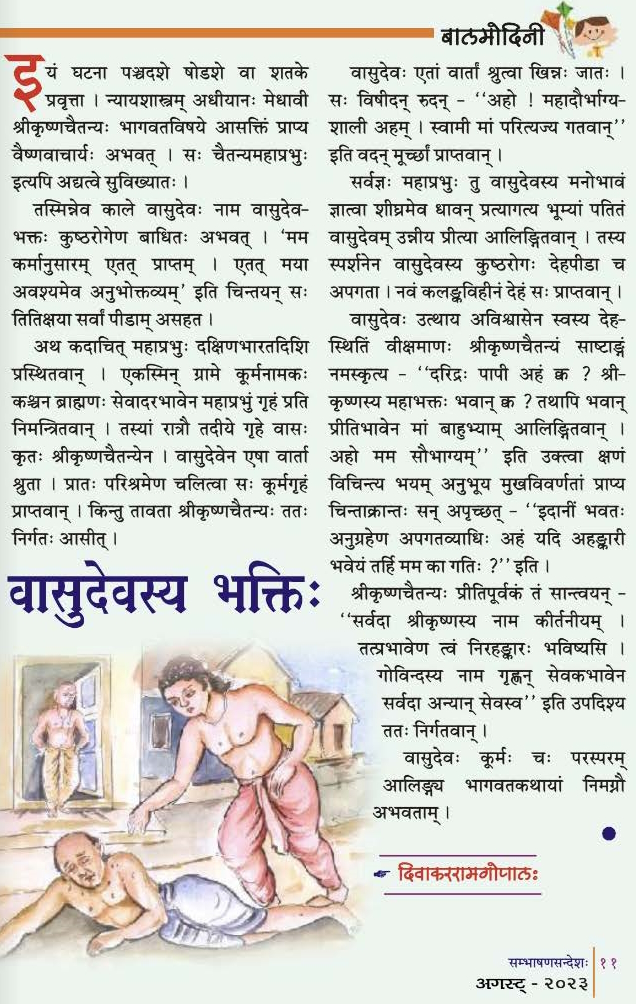 बालमोदिनी
इयं घटना पञ्चदशे षोडशे वा शतके
प्रवृत्ता । न्यायशास्त्रम् अधीयानः मेधावी
श्रीकृष्णचैतन्यः भागवतविषये आसक्तिं प्राप्य
वैष्णवाचार्यः अभवत् । सः चैतन्यमहाप्रभुः
इत्यपि अद्यत्वे सुविख्यातः ।
तस्मिन्नेव काले वासुदेवः नाम वासुदेव-
भक्तः कुष्ठरोगेण बाधितः अभवत् । ‘मम
कर्मानुसारम् एतत् प्राप्तम् । एतत् मया
अवश्यमेव अनुभोक्तव्यम्’ इति चिन्तयन् सः
तितिक्षया सर्वां पीडाम् असहत ।
अथ कदाचित् महाप्रभुः दक्षिणभारतदिशि
प्रस्थितवान् । एकस्मिन् ग्रामे कूर्मनामकः
कश्चन ब्राह्मणः सेवादरभावेन महाप्रभुं गृहं प्रति
निमन्त्रितवान् । तस्यां रात्रौ तदीये गृहे वासः
कृतः श्रीकृष्णचैतन्येन । वासुदेवेन एषा वार्ता
श्रुता । प्रातः परिश्रमेण चलित्वा सः कूर्मगृहं
प्राप्तवान् । किन्तु तावता श्रीकृष्णचैतन्यः ततः
निर्गतः आसीत् ।
वासुदेवस्य भक्तिः
वासुदेवः एतां वार्तां श्रुत्वा खिन्नः जातः ।
सः विषीदन् रुदन् - ‘‘अहो ! महादौर्भाग्य-
शाली अहम् । स्वामी मां परित्यज्य गतवान्’’
इति वदन् मूर्च्छां प्राप्तवान् ।
सर्वज्ञः महाप्रभुः तु वासुदेवस्य मनोभावं
ज्ञात्वा शीघ्रमेव धावन् प्रत्यागत्य भूम्यां पतितं
वासुदेवम् उन्नीय प्रीत्या आलिङ्गितवान् । तस्य
स्पर्शनेन वासुदेवस्य कुष्ठरोगः देहपीडा च
अपगता । नवं कलङ्कविहीनं देहं सः प्राप्तवान् ।
वासुदेवः उत्थाय अविश्वासेन स्वस्य देह-
स्थितिं वीक्षमाणः श्रीकृष्णचैतन्यं साष्टाङ्गं
नमस्कृत्य - ‘‘दरिद्रः पापी अहं क्व ? श्री-
कृष्णस्य महाभक्तः भवान् क्व ? तथापि भवान्
प्रीतिभावेन मां बाहुभ्याम् आलिङ्गितवान् ।
अहो मम सौभाग्यम्’’ इति उक्त्वा क्षणं
विचिन्त्य भयम् अनुभूय मुखविवर्णतां प्राप्य
चिन्ताक्रान्तः सन् अपृच्छत् - ‘‘इदानीं भवतः
अनुग्रहेण अपगतव्याधिः अहं यदि अहङ्कारी
भवेयं तर्हि मम का गतिः ?’’ इति ।
श्रीकृष्णचैतन्यः प्रीतिपूर्वकं तं सान्त्वयन् -
‘‘सर्वदा श्रीकृष्णस्य नाम कीर्तनीयम् ।
तत्प्रभावेण त्वं निरहङ्कारः भविष्यसि ।
गोविन्दस्य नाम गृह्णन् सेवकभावेन
सर्वदा अन्यान् सेवस्व’’ इति उपदिश्य
ततः निर्गतवान् ।
वासुदेवः कूर्मः चः परस्परम्
आलिङ्ग्य भागवतकथायां निमग्नौ
अभवताम् ।
☛ दिवाकररामगोपालः
सम्भाषणसन्देशः ११
अगस्ट् - २०२३